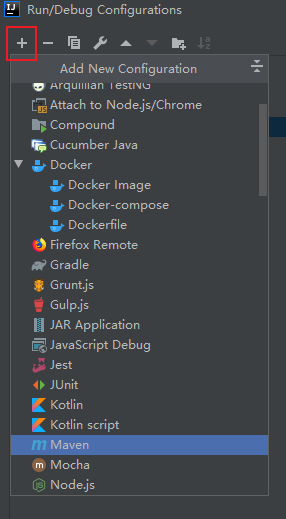 Run/Debug Configurations
Add New Configuration
Arquillian TestNG
Attach to Node.js/Chrome
Compound
Cucumber Java
Docker
Docker Image
Docker-compose
Dockerfile
Firefox Remote
Gradle
Grunt.js
Gulp.js
JAR Application
JavaScript Debug
Jest
JUnit
Kotlin
Kotlin script
Maven
Mocha
Node.js